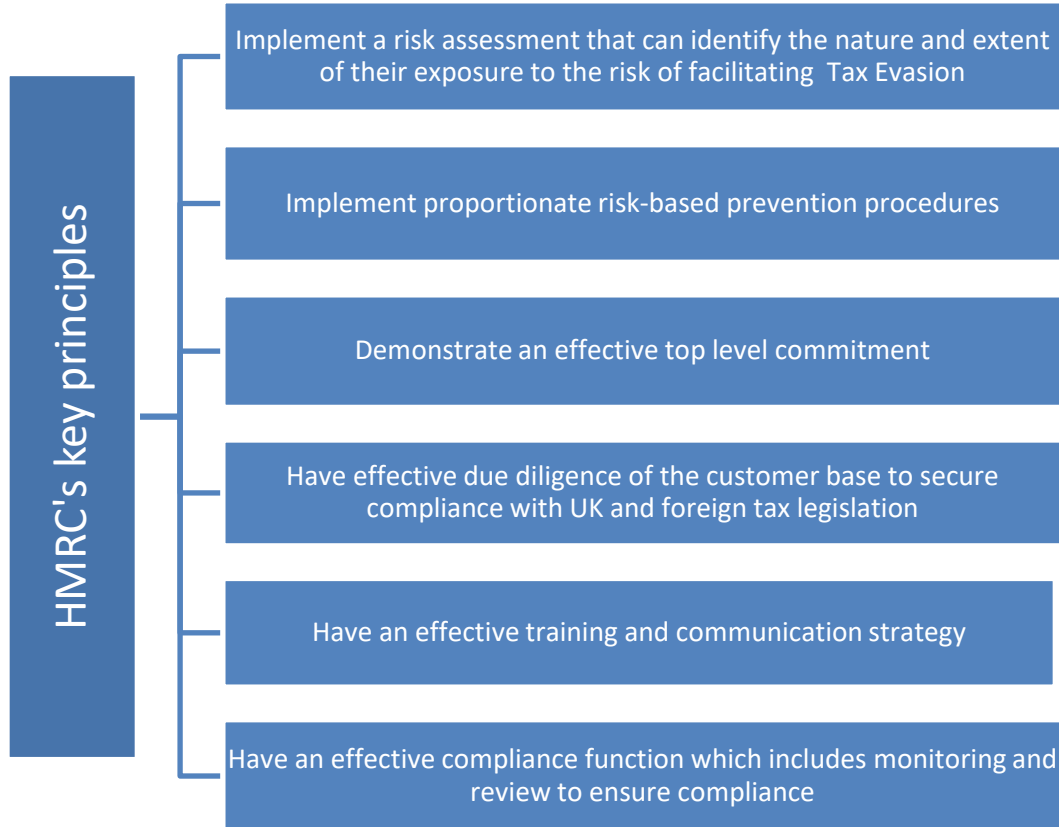 HMRC's key principles
Implement a risk assessment that can identify the nature and extent
of their exposure to the risk of facilitating  Tax Evasion
Implement proportionate risk-based prevention procedures
Demonstrate an effective top level commitment
Have effective due diligence of the customer base to secure
compliance with UK and foreign tax legislation
Have an effective training and communication strategy
Have an effective compliance function which includes monitoring and
review to ensure compliance